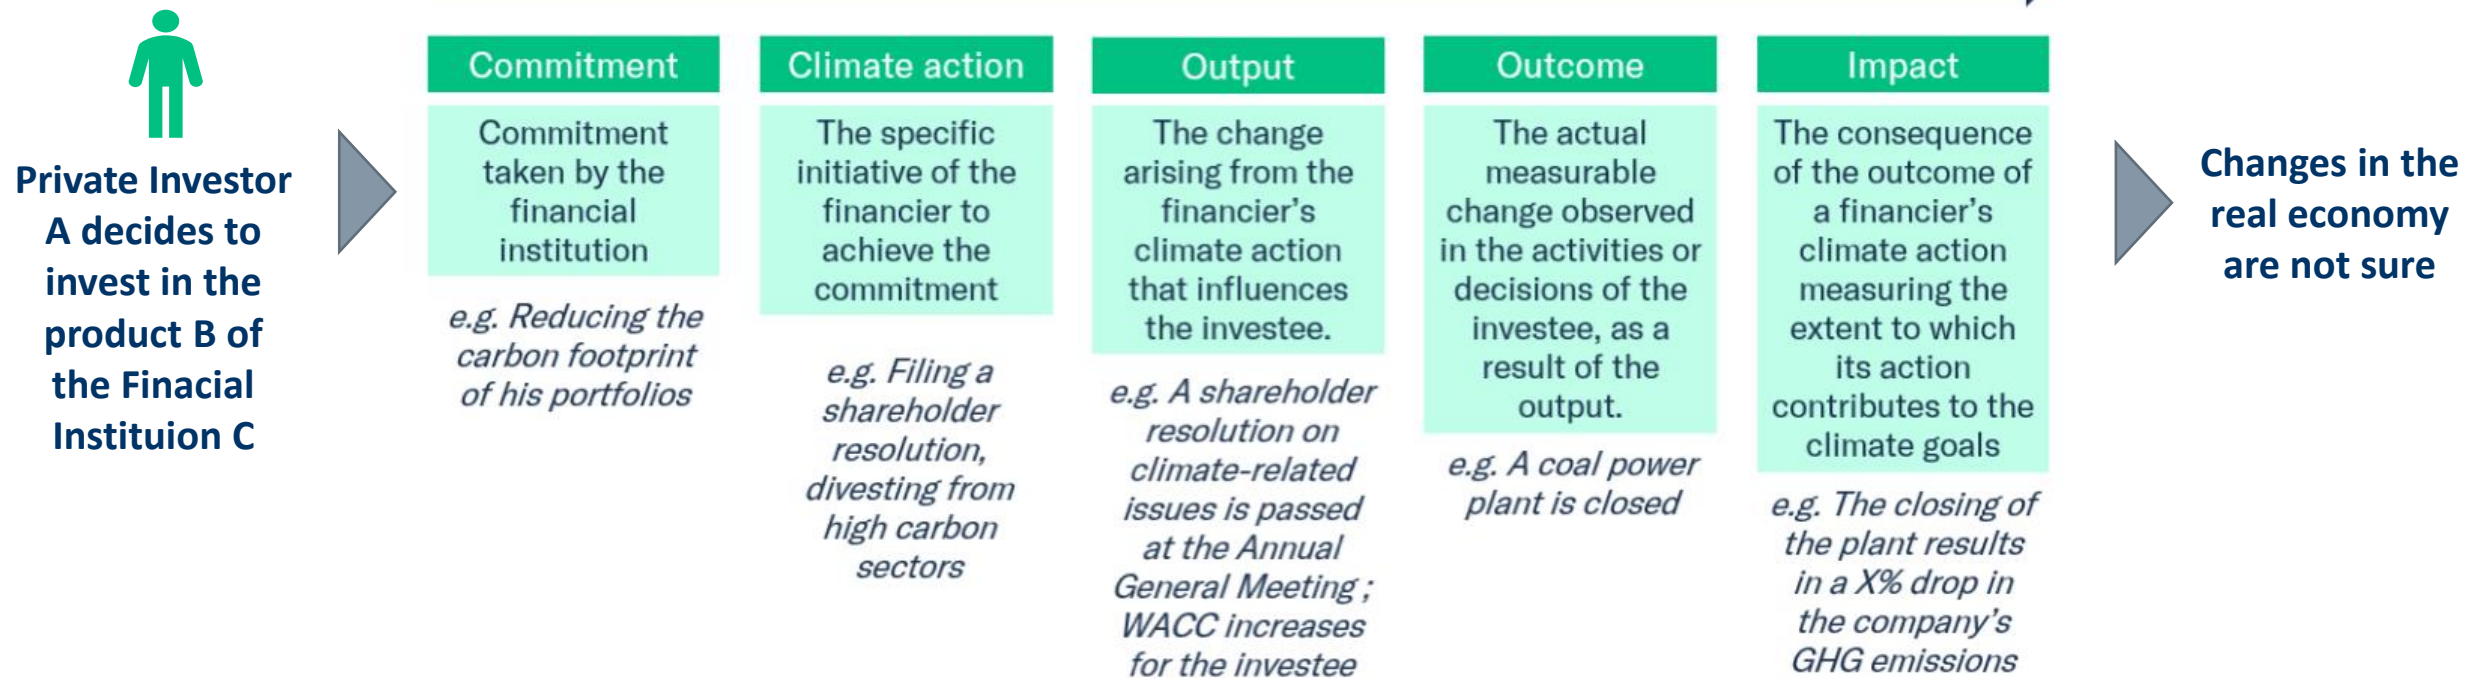 Private Investor
A decides to
invest in the
product B of
the Finacial
Instituion C
Commitment
Commitment
taken by the
financial
institution
e.g. Reducing the
carbon footprint
of his portfolios
Climate action
The specific
initiative of the
financier to
achieve the
commitment
e.g. Filing a
shareholder
resolution,
divesting from
high carbon
sectors
Output
The change
arising from the
financier's
climate action
that influences
the investee.
e.g. A shareholder
resolution on
climate-related
issues is passed
at the Annual
General Meeting ;
WACC increases
for the investee
Outcome
The actual
measurable
change observed
in the activities or
decisions of the
investee, as a
result of the
output.
e.g. A coal power
plant is closed
Impact
The consequence
of the outcome of
a financier's
climate action
measuring the
extent to which
its action
contributes to the
climate goals
e.g. The closing of
the plant results
in a X% drop in
the company's
GHG emissions
Changes in the
real economy
are not sure